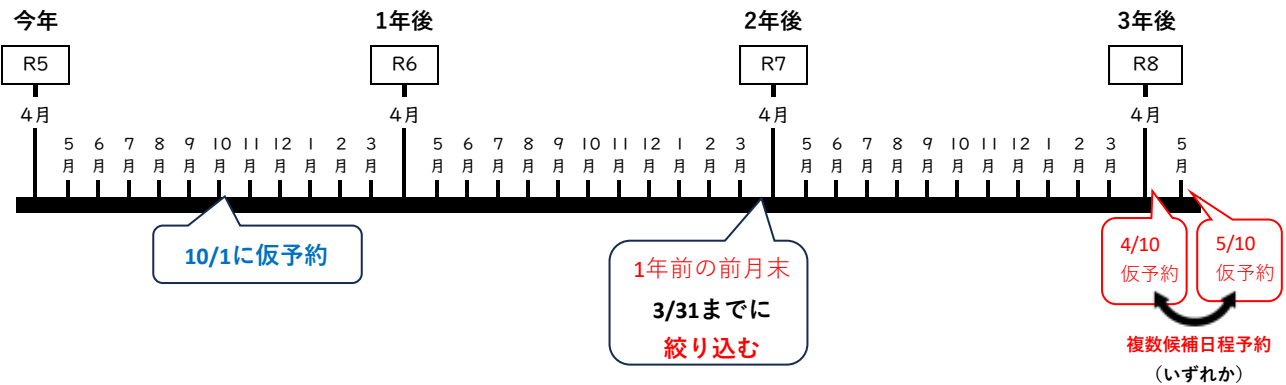 今年 1年後 2年後 3年後
R5 R6 R7 R8
4月 4月 4月 4月
5月 6月 7月 8月 9月 10月 11月 12月 1月 2月 3月 5月 6月 7月 8月 9月 10月 11月 12月 1月 2月 3月 5月 6月 7月 8月 9月 10月 11月 12月 1月 2月 3月 5月
10/1に仮予約
1年前の前月末
3/31までに
絞り込む
4/10
仮予約
5/10
仮予約
複数候補日程予約
（いずれか）